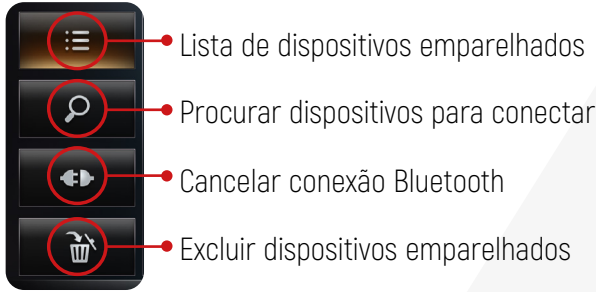 Lista de dispositivos emparelhados
Procurar dispositivos para conectar
Cancelar conexão Bluetooth
Excluir dispositivos emparelhados